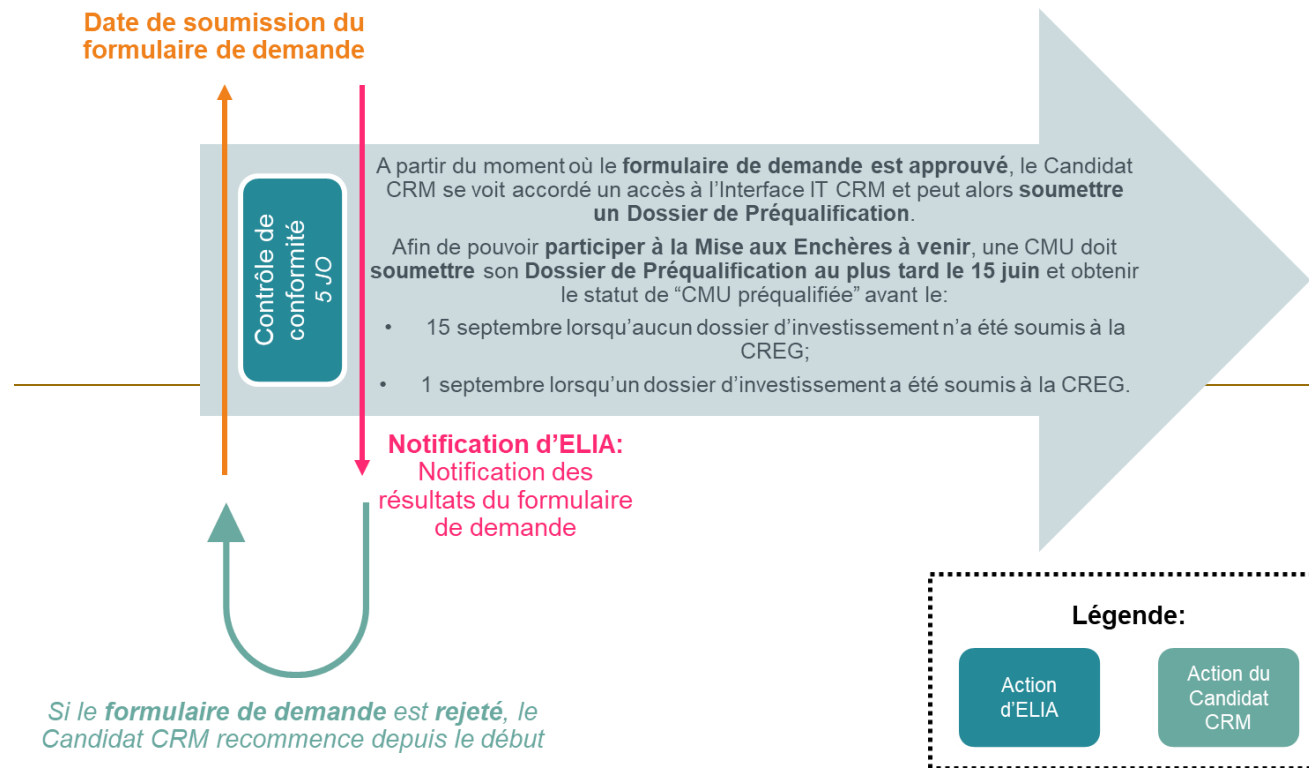 Date de soumission du
formulaire de demande
Contrôle de
conformité
5 JO
A partir du moment où le formulaire de demande est approuvé, le Candidat
CRM se voit accordé un accès à l'Interface IT CRM et peut alors soumettre
un Dossier de Préqualification.
Afin de pouvoir participer à la Mise aux Enchères à venir, une CMU doit
soumettre son Dossier de Préqualification au plus tard le 15 juin et obtenir
le statut de “CMU préqualifiée” avant le:
• 15 septembre lorsqu'aucun dossier d'investissement n'a été soumis à la
CREG;
• 1 septembre lorsqu'un dossier d'investissement a été soumis à la CREG.
Notification d'ELIA:
Notification des
résultats du formulaire
de demande
Si le formulaire de demande est rejeté, le
Candidat CRM recommence depuis le début
Légende:
Action
d'ELIA
Action du
Candidat
CRM